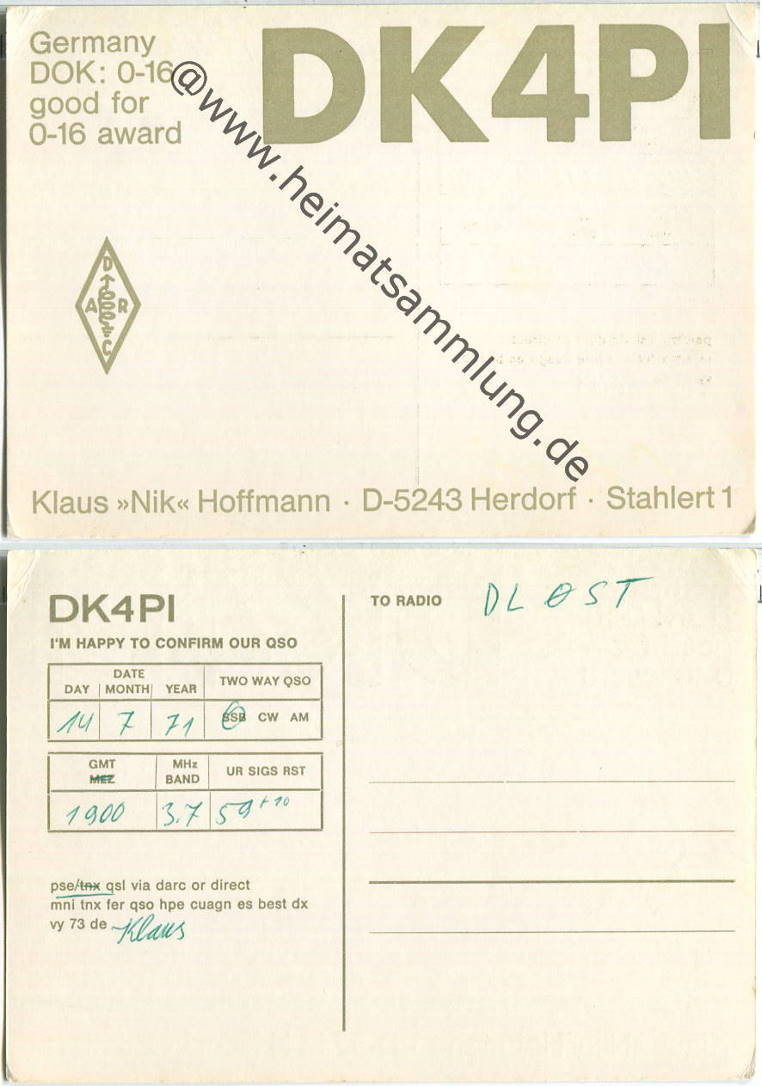 Germany
DOK: 0-16
good for
0-16 award
DK4PI
@www.heimatsammlung.de
D
A R
C
Klaus »Nik« Hoffmann · D-5243 Herdorf · Stahlert 1
DK4PI
I'M HAPPY TO CONFIRM OUR QSO
DATE
DAY MONTH YEAR TWO WAY QSO
14 7 71 SSB CW AM
GMT MHz
MEZ BAND UR SIGS RST
1900 3.7 59+10
pse/tnx qsl via darc or direct
mni tnx fer qso hpe cuagn es best dx
vy 73 de Klaus
TO RADIO DL ØST